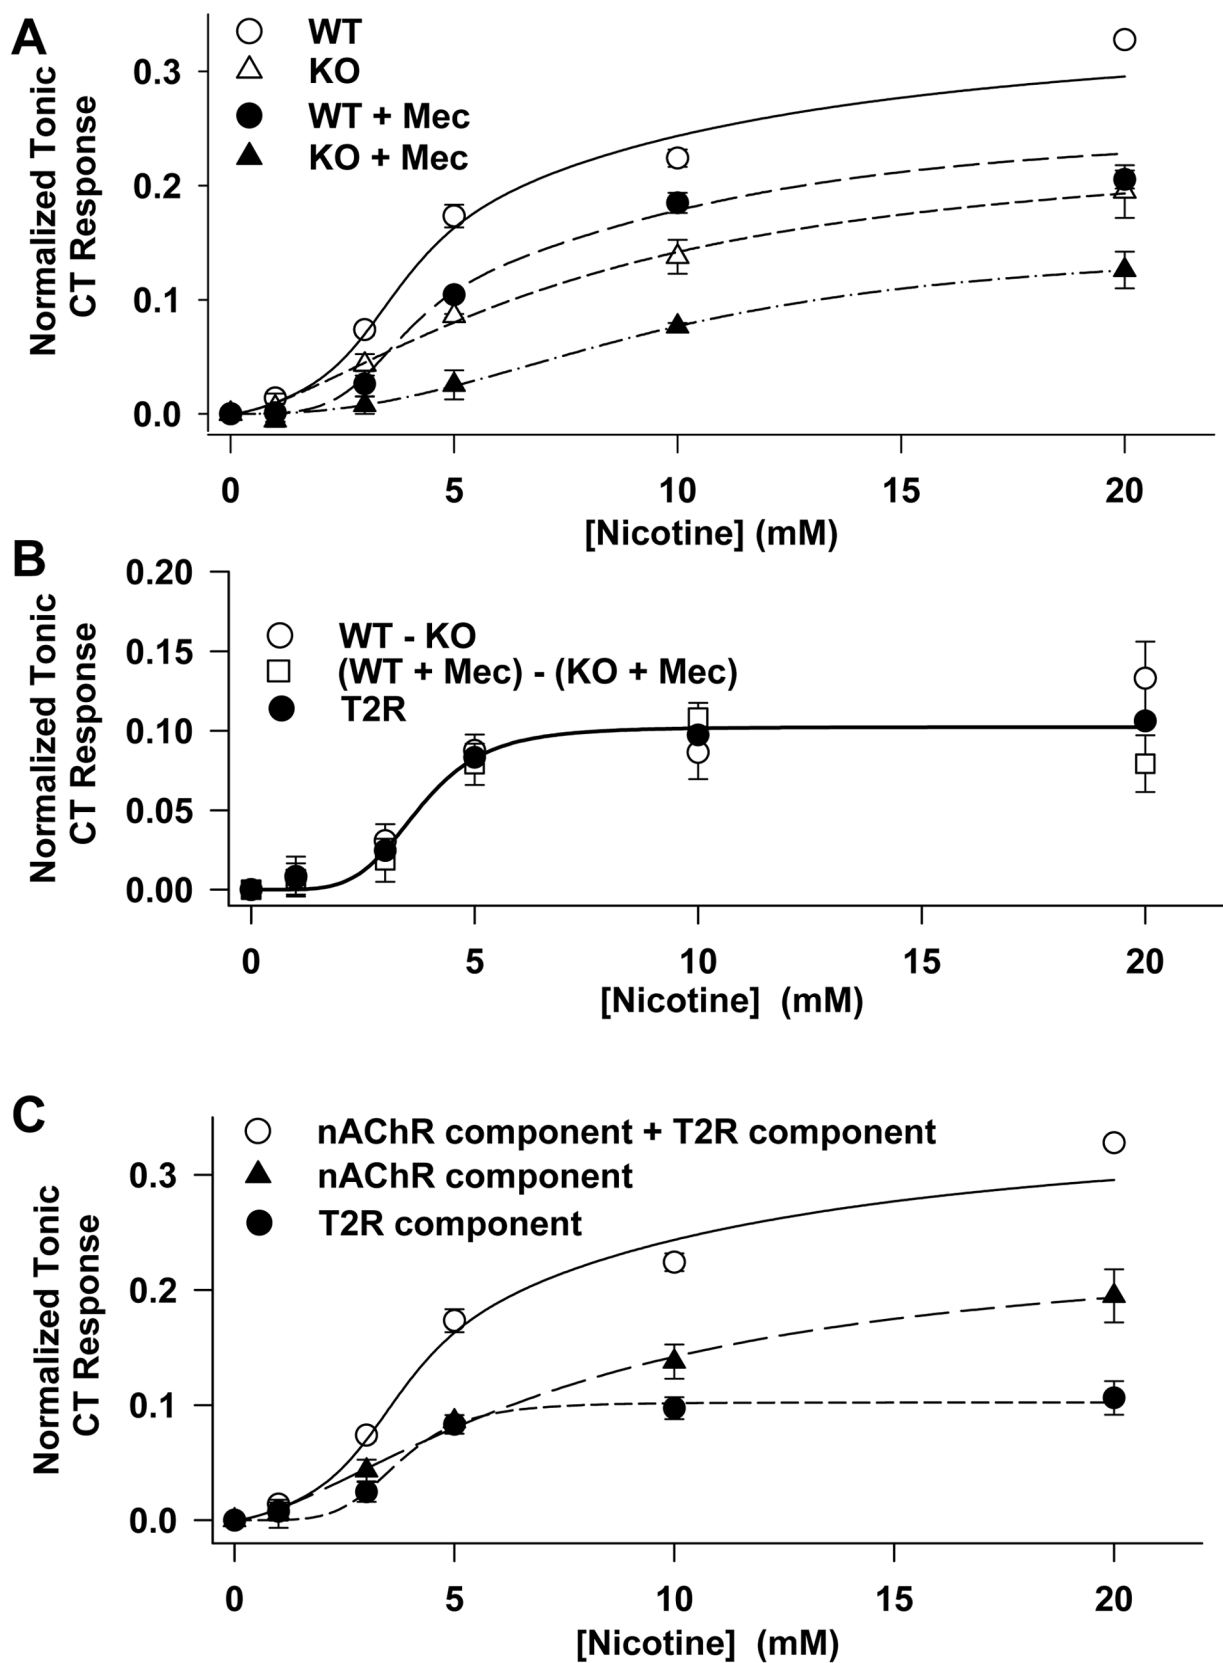 A
WT
KO
WT + Mec
KO + Mec
Normalized Tonic
CT Response
0.3
0.2
0.1
0.0
0 5 10 15 20
[Nicotine] (mM)
B
WT - KO
(WT + Mec) - (KO + Mec)
T2R
Normalized Tonic
CT Response
0.20
0.15
0.10
0.05
0.00
0 5 10 15 20
[Nicotine] (mM)
C
nAChR component + T2R component
nAChR component
T2R component
Normalized Tonic
CT Response
0.3
0.2
0.1
0.0
0 5 10 15 20
[Nicotine] (mM)